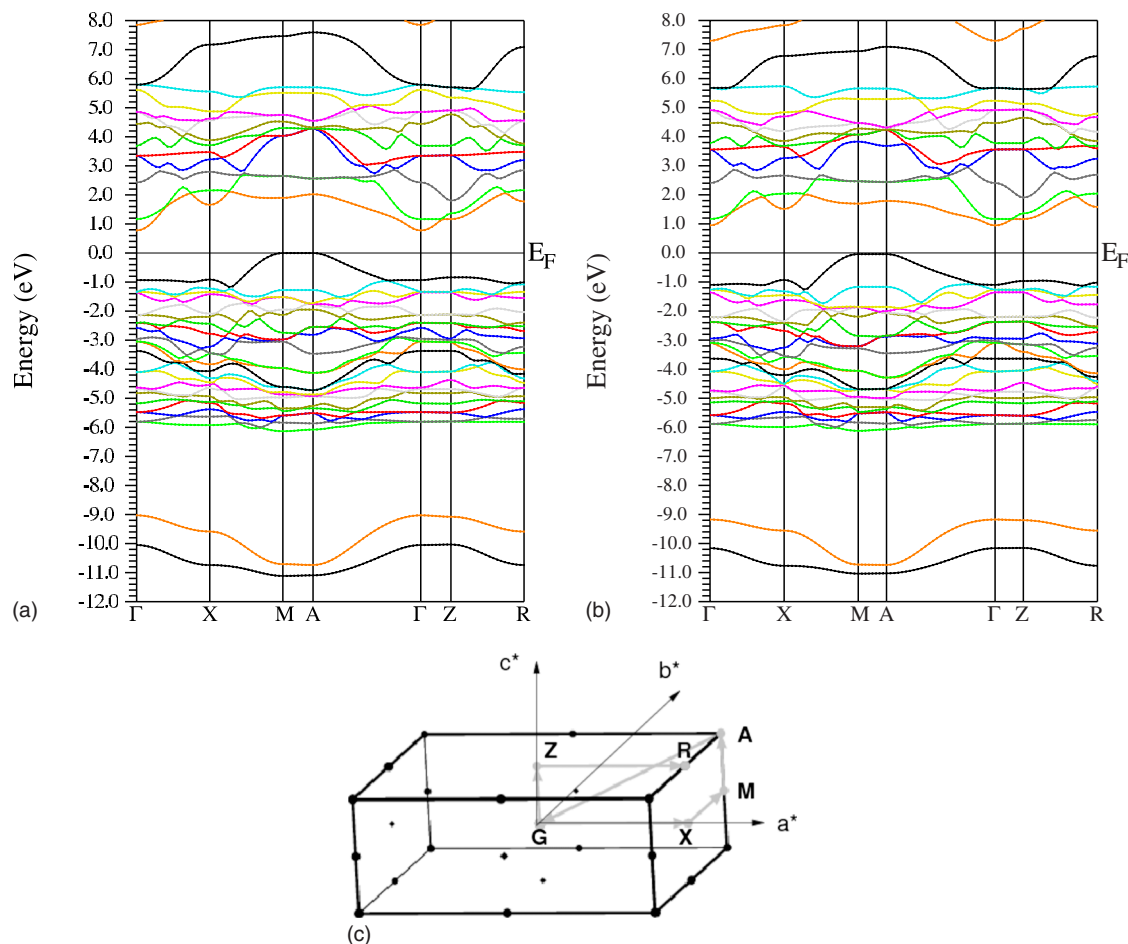 8.0 8.0
7.0 7.0
6.0 6.0
5.0 5.0
4.0 4.0
3.0 3.0
2.0 2.0
1.0 1.0
0.0 E_F 0.0 E_F
-1.0 -1.0
-2.0 -2.0
-3.0 -3.0
-4.0 -4.0
-5.0 -5.0
-6.0 -6.0
-7.0 -7.0
-8.0 -8.0
-9.0 -9.0
-10.0 -10.0
-11.0 -11.0
-12.0 -12.0
Energy (eV) Energy (eV)
(a) Γ X M A Γ Z R (b) Γ X M A Γ Z R
c* b*
Z R A
M
G X a*
(c)